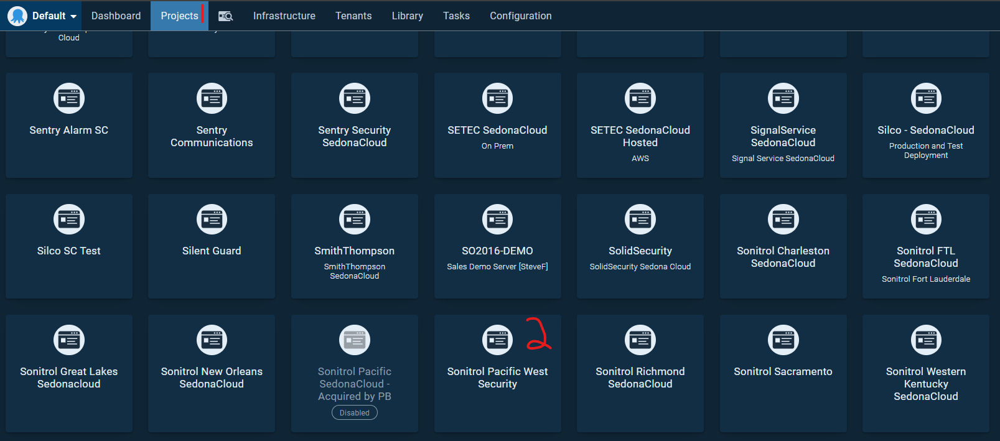 Default Dashboard Projects Infrastructure Tenants Library Tasks Configuration
Cloud
Sentry Alarm SC
Sentry
Communications
Sentry Security
SedonaCloud
SETEC SedonaCloud
On Prem
SETEC SedonaCloud
Hosted
AWS
SignalService
SedonaCloud
Signal Service SedonaCloud
Silco - SedonaCloud
Production and Test
Deployment
Silco SC Test
Silent Guard
SmithThompson
SmithThompson
SedonaCloud
SO2016-DEMO
Sales Demo Server [SteveF]
SolidSecurity
SolidSecurity Sedona Cloud
Sonitrol Charleston
SedonaCloud
Sonitrol FTL
SedonaCloud
Sonitrol Fort Lauderdale
Sonitrol Great Lakes
Sedonacloud
Sonitrol New Orleans
SedonaCloud
Sonitrol Pacific
SedonaCloud -
Acquired by PB
Disabled
2
Sonitrol Pacific West
Security
Sonitrol Richmond
SedonaCloud
Sonitrol Sacramento
Sonitrol Western
Kentucky
SedonaCloud